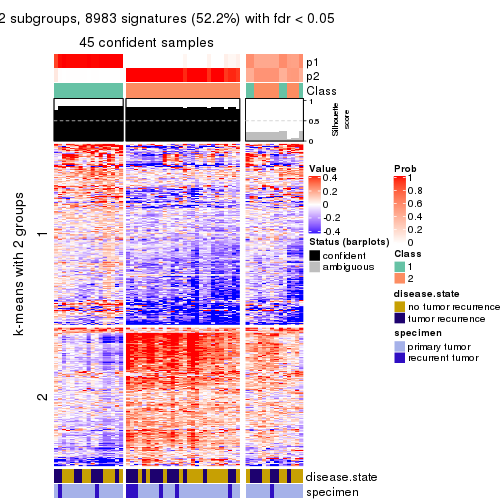 2 subgroups, 8983 signatures (52.2%) with fdr < 0.05
45 confident samples
p1
p2
Class
1
0.5
0
Silhouette
score
k-means with 2 groups
1
2
disease.state
specimen
Value
0.4
0.2
0
-0.2
-0.4
Status (barplots)
confident
ambiguous
Prob
1
0.8
0.6
0.4
0.2
0
Class
1
2
disease.state
no tumor recurrence
tumor recurrence
specimen
primary tumor
recurrent tumor